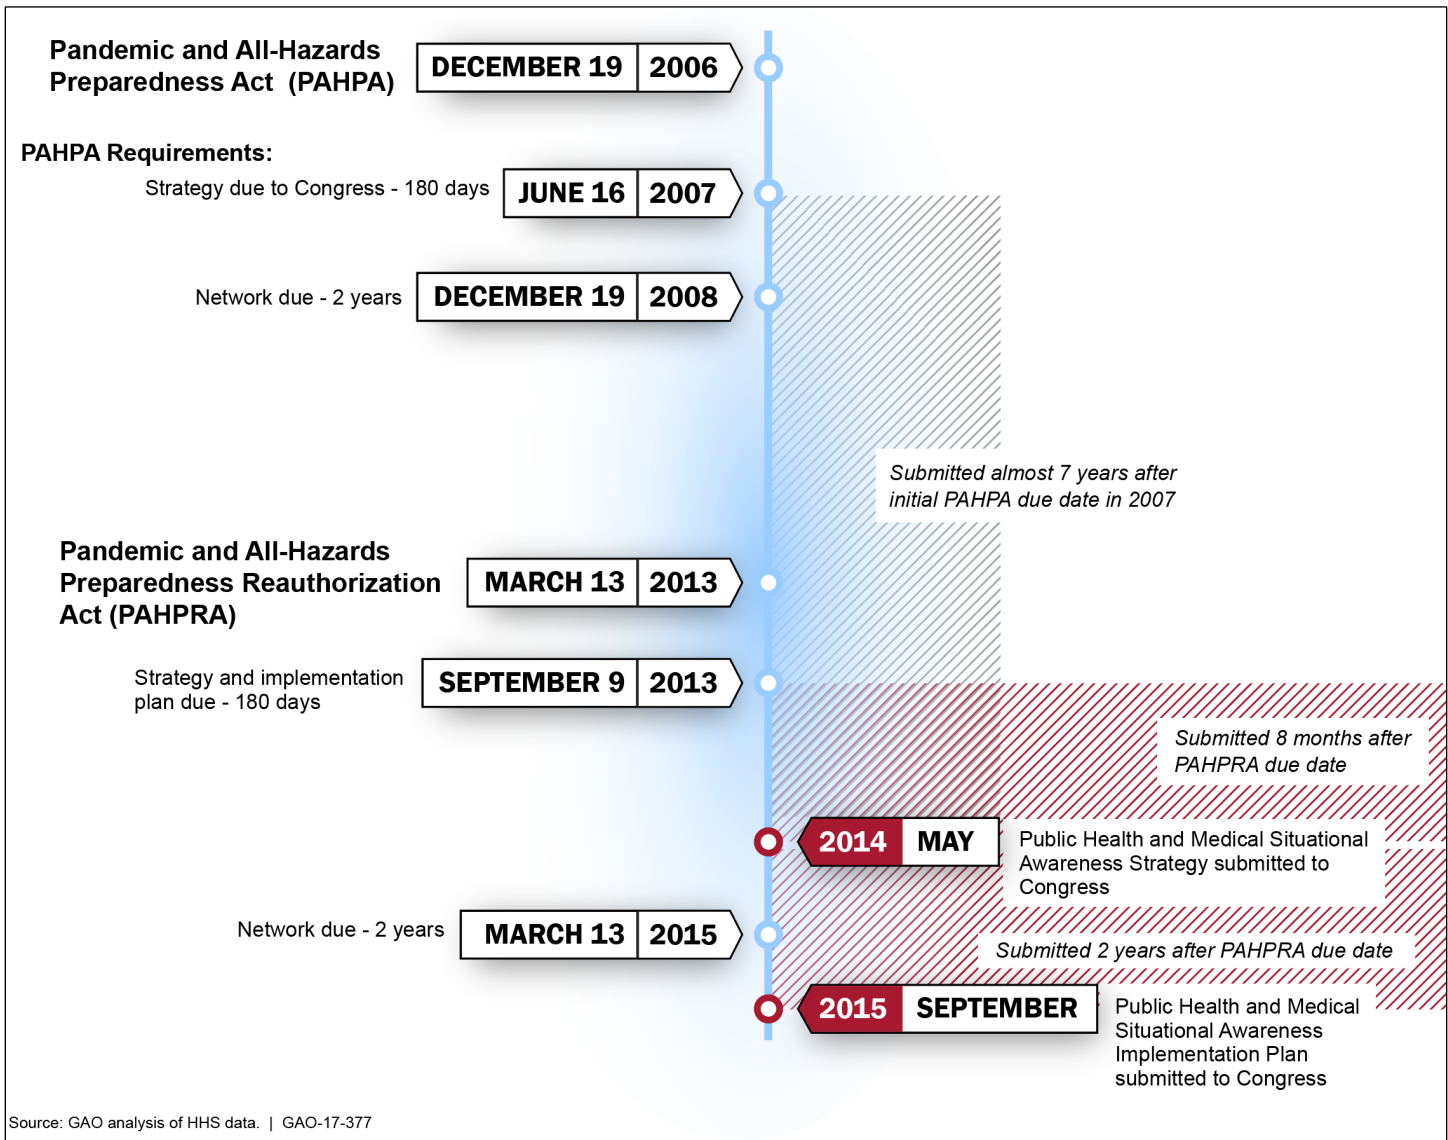 Pandemic and All-Hazards
Preparedness Act (PAHPA)
DECEMBER 19 2006
PAHPA Requirements:
Strategy due to Congress - 180 days
JUNE 16 2007
Network due - 2 years
DECEMBER 19 2008
Submitted almost 7 years after
initial PAHPA due date in 2007
Pandemic and All-Hazards
Preparedness Reauthorization
Act (PAHPRA)
MARCH 13 2013
Strategy and implementation
plan due - 180 days
SEPTEMBER 9 2013
Submitted 8 months after
PAHPRA due date
2014 MAY
Public Health and Medical Situational
Awareness Strategy submitted to
Congress
Network due - 2 years
MARCH 13 2015
Submitted 2 years after PAHPRA due date
2015 SEPTEMBER
Public Health and Medical
Situational Awareness
Implementation Plan
submitted to Congress
Source: GAO analysis of HHS data. | GAO-17-377